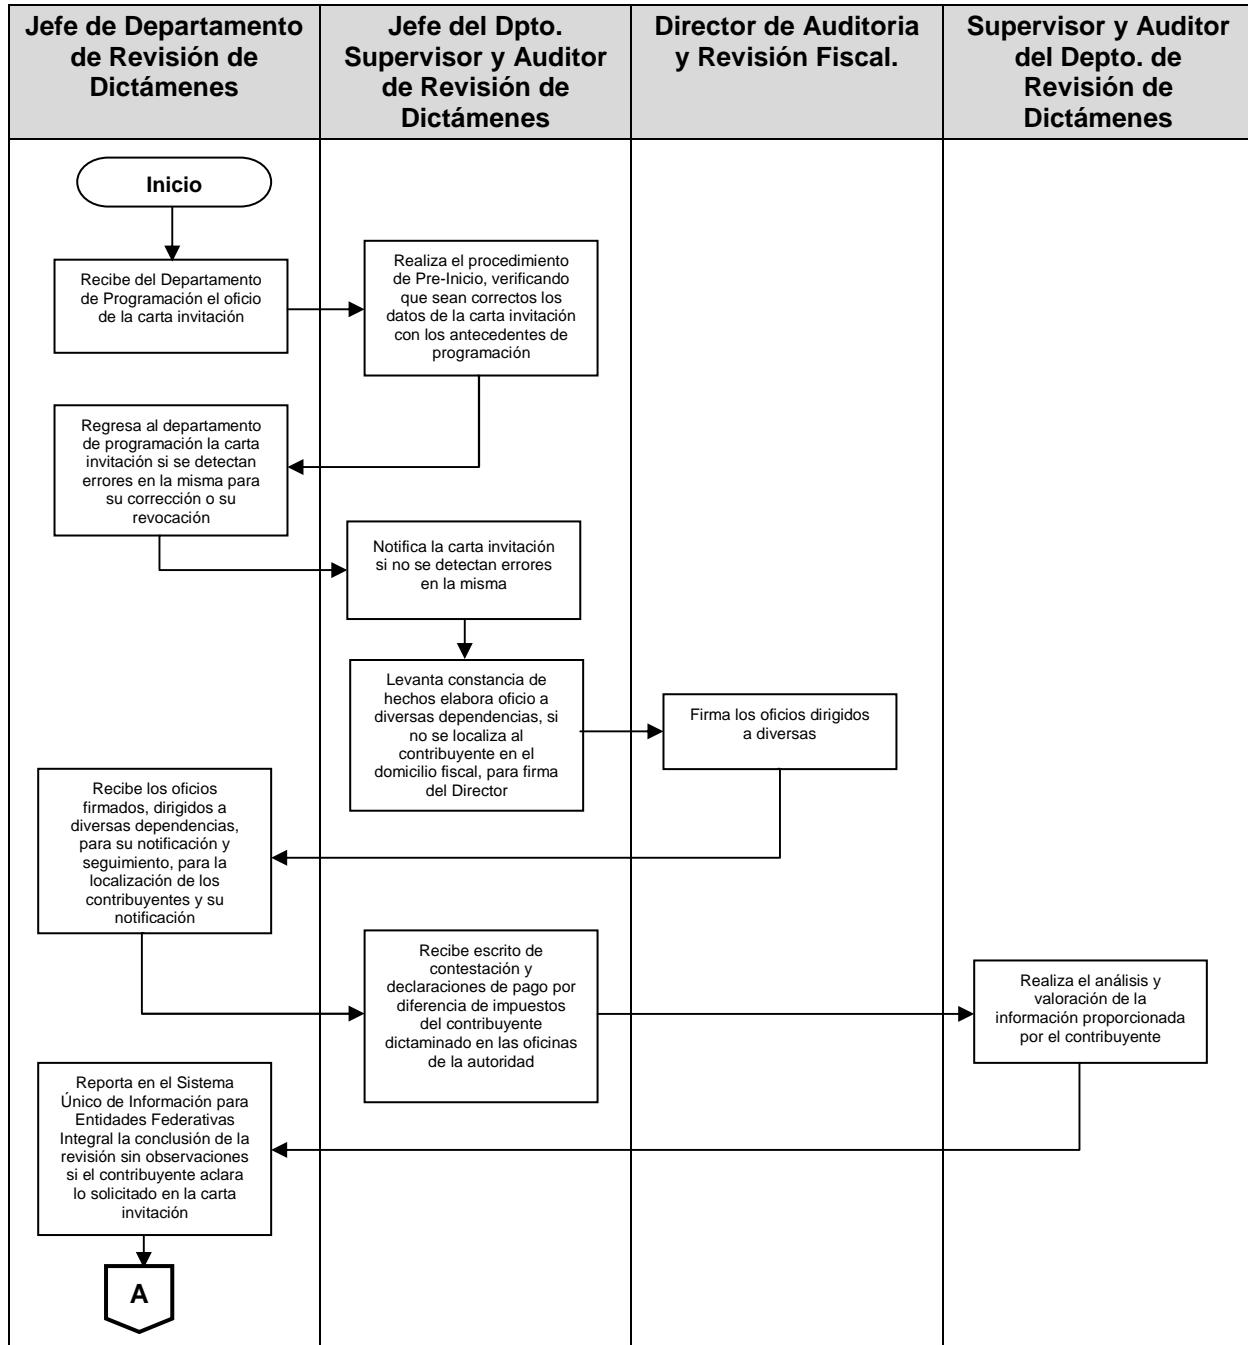 Jefe de Departamento
de Revisión de
Dictámenes
Jefe del Dpto.
Supervisor y Auditor
de Revisión de
Dictámenes
Director de Auditoria
y Revisión Fiscal.
Supervisor y Auditor
del Depto. de
Revisión de
Dictámenes
Inicio
Recibe del Departamento
de Programación el oficio
de la carta invitación
Realiza el procedimiento
de Pre-Inicio, verificando
que sean correctos los
datos de la carta invitación
con los antecedentes de
programación
Regresa al departamento
de programación la carta
invitación si se detectan
errores en la misma para
su corrección o su
revocación
Notifica la carta invitación
si no se detectan errores
en la misma
Levanta constancia de
hechos elabora oficio a
diversas dependencias, si
no se localiza al
contribuyente en el
domicilio fiscal, para firma
del Director
Firma los oficios dirigidos
a diversas
Recibe los oficios
firmados, dirigidos a
diversas dependencias,
para su notificación y
seguimiento, para la
localización de los
contribuyentes y su
notificación
Recibe escrito de
contestación y
declaraciones de pago por
diferencia de impuestos
del contribuyente
dictaminado en las oficinas
de la autoridad
Realiza el análisis y
valoración de la
información proporcionada
por el contribuyente
Reporta en el Sistema
Único de Información para
Entidades Federativas
Integral la conclusión de la
revisión sin observaciones
si el contribuyente aclara
lo solicitado en la carta
invitación
A